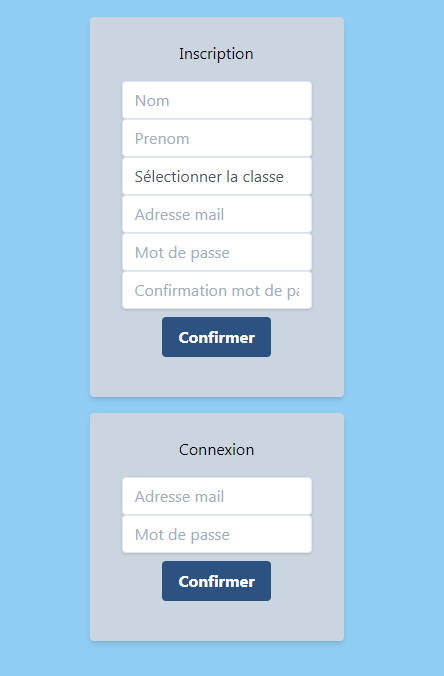 Inscription
Nom
Prenom
Sélectionner la classe
Adresse mail
Mot de passe
Confirmation mot de pa
Confirmer
Connexion
Adresse mail
Mot de passe
Confirmer